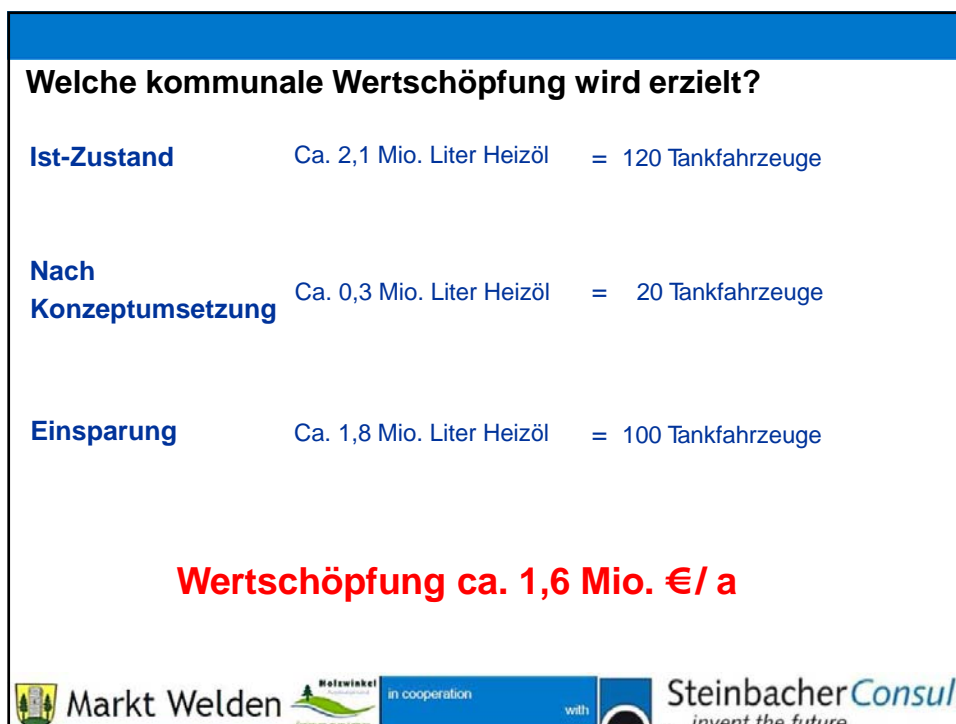 Welche kommunale Wertschöpfung wird erzielt?
Ist-Zustand Ca. 2,1 Mio. Liter Heizöl = 120 Tankfahrzeuge
Nach
Konzeptumsetzung Ca. 0,3 Mio. Liter Heizöl = 20 Tankfahrzeuge
Einsparung Ca. 1,8 Mio. Liter Heizöl = 100 Tankfahrzeuge
Wertschöpfung ca. 1,6 Mio. €/ a
Markt Welden
Holzwinkel
in cooperation
with
SteinbacherConsul
invent the future